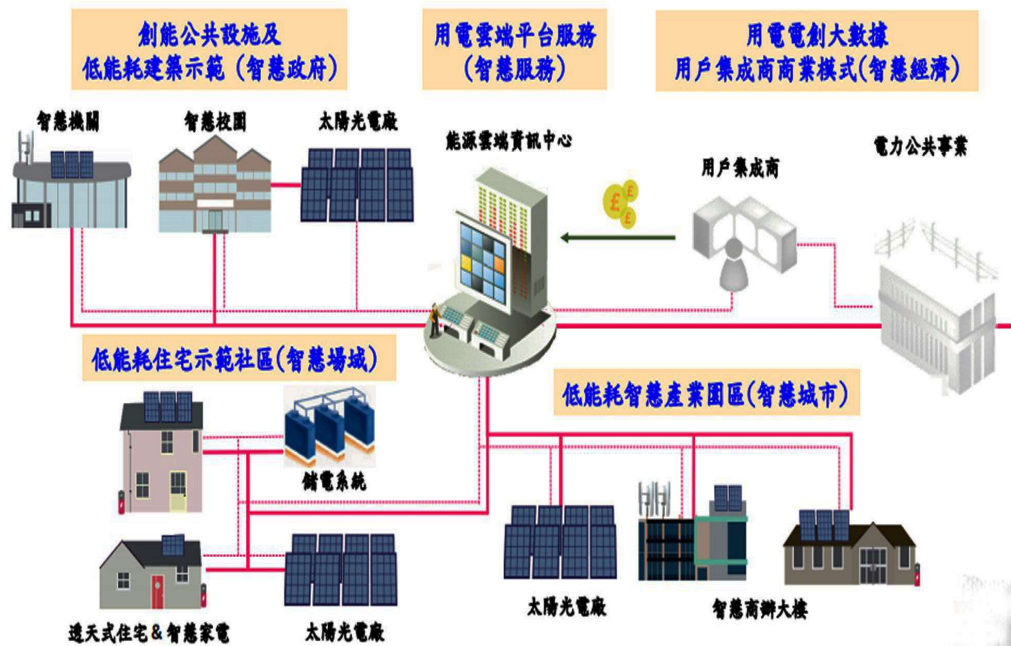 創能公共設施及
低能耗建築示範 (智慧政府)
用電雲端平台服務
(智慧服務)
用電電創大數據
用戶集成商商業模式(智慧經濟)
智慧機關
智慧校園
太陽光電廠
能源雲端資訊中心
用戶集成商
電力公共事業
低能耗住宅示範社區(智慧場域)
低能耗智慧產業園區(智慧城市)
儲電系統
透天式住宅 & 智慧家電
太陽光電廠
太陽光電廠
智慧商辦大樓